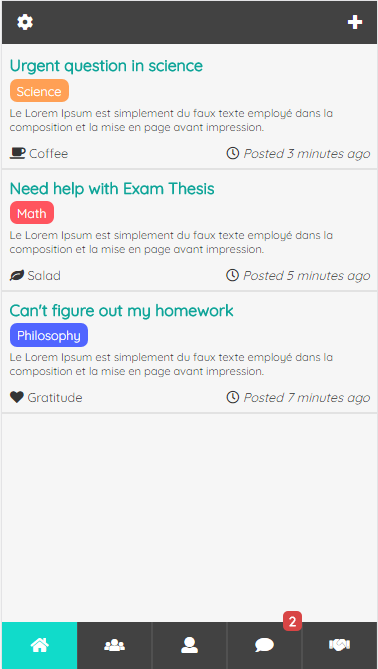 Urgent question in science
Science
Le Lorem Ipsum est simplement du faux texte employé dans la
composition et la mise en page avant impression.
Coffee Posted 3 minutes ago
Need help with Exam Thesis
Math
Le Lorem Ipsum est simplement du faux texte employé dans la
composition et la mise en page avant impression.
Salad Posted 5 minutes ago
Can't figure out my homework
Philosophy
Le Lorem Ipsum est simplement du faux texte employé dans la
composition et la mise en page avant impression.
Gratitude Posted 7 minutes ago
2